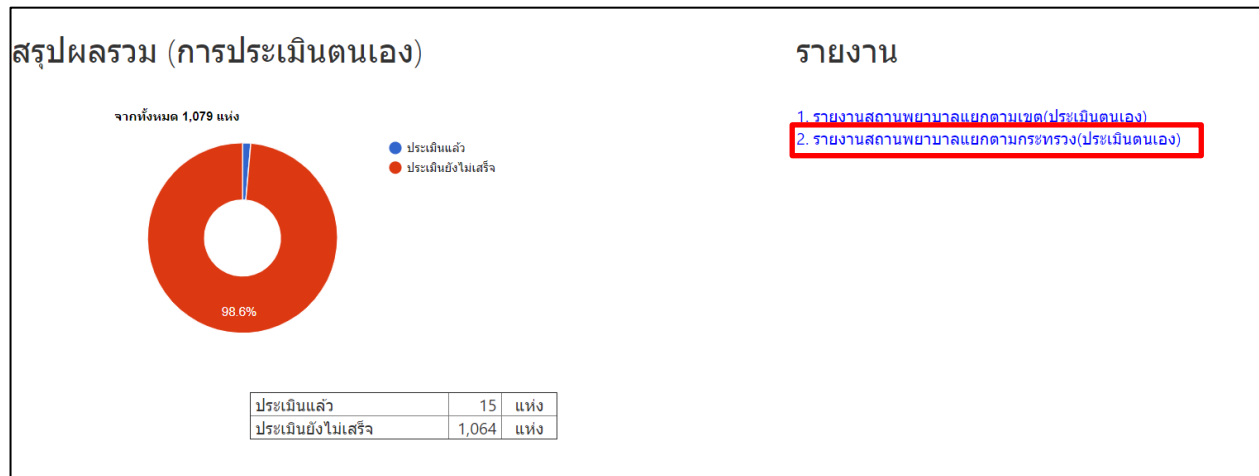 สรุปผลรวม (การประเมินตนเอง)
จากทั้งหมด 1,079 แห่ง
ประเมินแล้ว
ประเมินยังไม่เสร็จ
98.6%
ประเมินแล้ว 15 แห่ง
ประเมินยังไม่เสร็จ 1,064 แห่ง
รายงาน
1. รายงานสถานพยาบาลแยกตามเขต(ประเมินตนเอง)
2. รายงานสถานพยาบาลแยกตามกระทรวง(ประเมินตนเอง)